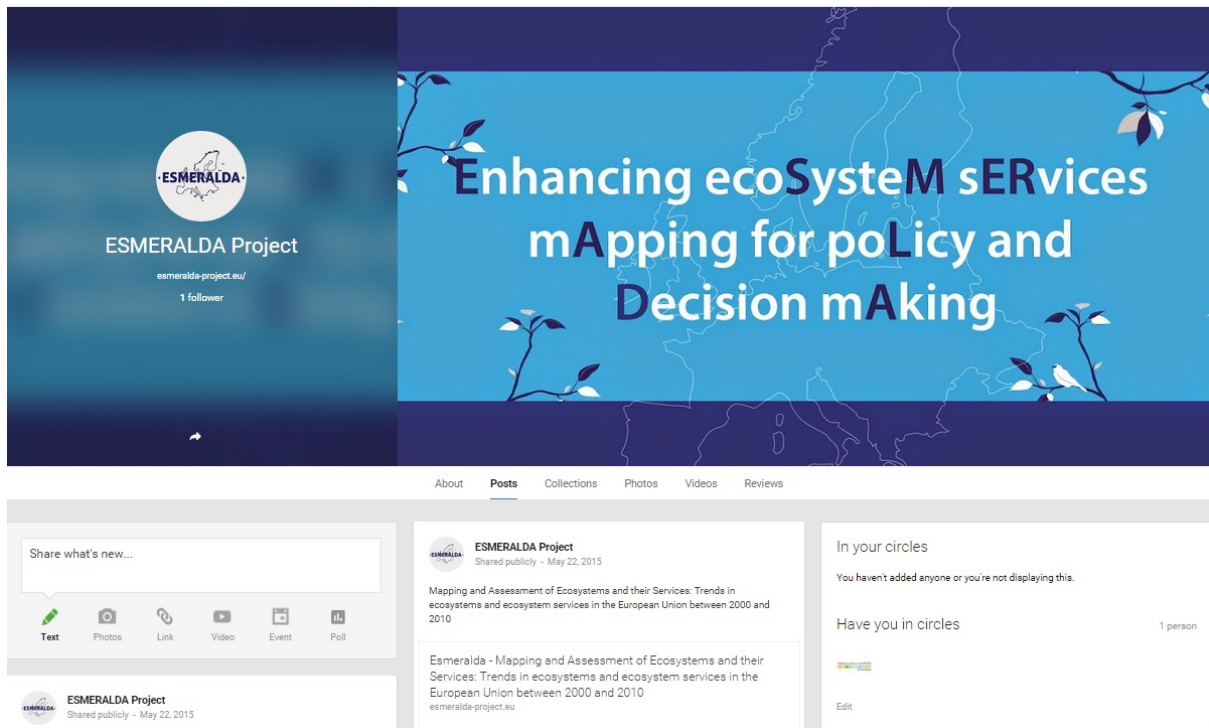 ·ESMERALDA·
ESMERALDA Project
esmeralda-project.eu/
1 follower
Enhancing ecoSysteM sERvices
mApping for poLicy and
Decision mAking
About Posts Collections Photos Videos Reviews
Share what's new...
Text Photos Link Video Event Poll
·ESMERALDA·
ESMERALDA Project
Shared publicly - May 22, 2015
·ESMERALDA·
ESMERALDA Project
Shared publicly - May 22, 2015
Mapping and Assessment of Ecosystems and their Services: Trends in
ecosystems and ecosystem services in the European Union between 2000 and
2010
Esmeralda - Mapping and Assessment of Ecosystems and their
Services: Trends in ecosystems and ecosystem services in the
European Union between 2000 and 2010
esmeralda-project.eu
In your circles
You haven't added anyone or you're not displaying this.
Have you in circles 1 person
Edit